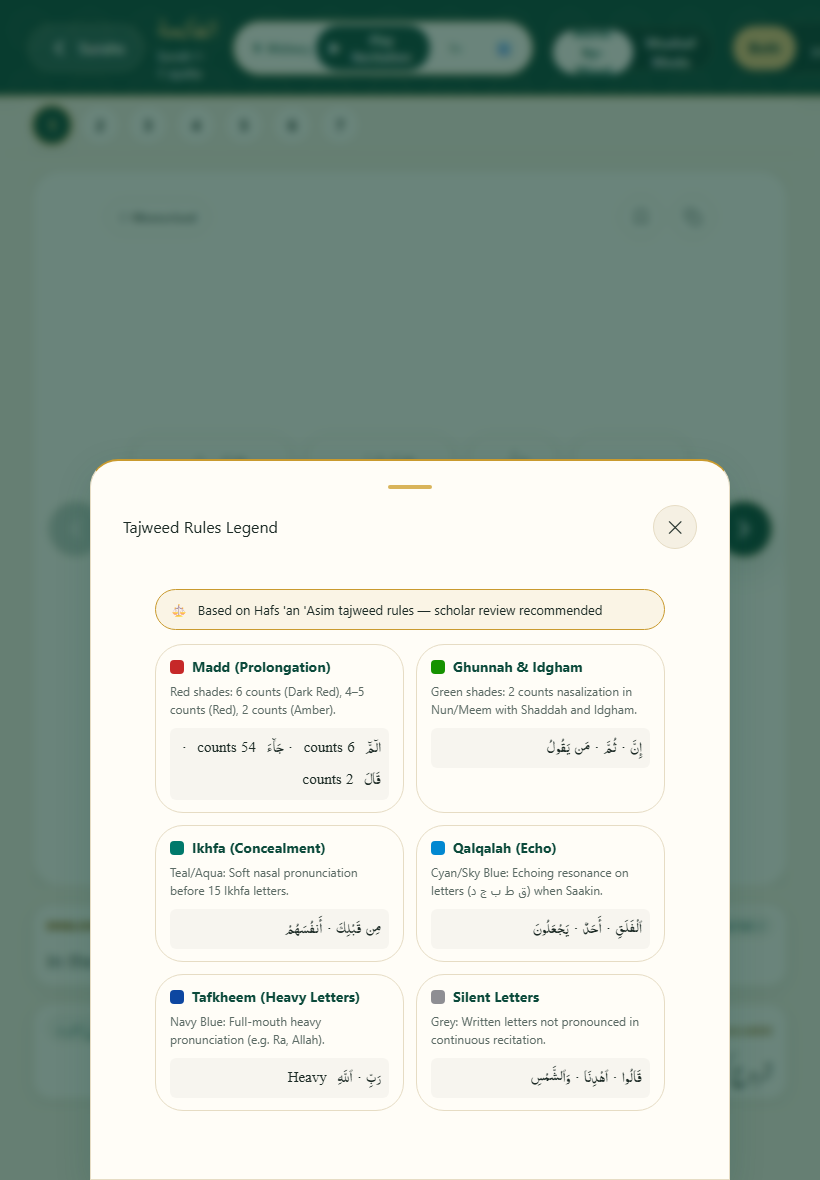 Tajweed Rules Legend
Based on Hafs 'an 'Asim tajweed rules — scholar review recommended
Madd (Prolongation)
Red shades: 6 counts (Dark Red), 4–5
counts (Red), 2 counts (Amber).
الٓمٓ 6 counts · جَآءَ 54 counts ·
قَالَ 2 counts
Ghunnah & Idgham
Green shades: 2 counts nasalization in
Nun/Meem with Shaddah and Idgham.
إِنَّ · ثُمَّ · مَن يَقُولُ
Ikhfa (Concealment)
Teal/Aqua: Soft nasal pronunciation
before 15 Ikhfa letters.
مِن قَبْلِكَ · أَنفُسَهُمْ
Qalqalah (Echo)
Cyan/Sky Blue: Echoing resonance on
letters (ق ط ب ج د) when Saakin.
ٱلْفَلَقِ · أَحَدٌ · يَجْعَلُونَ
Tafkheem (Heavy Letters)
Navy Blue: Full-mouth heavy
pronunciation (e.g. Ra, Allah).
رَبِّ · ٱللَّهِ Heavy
Silent Letters
Grey: Written letters not pronounced in
continuous recitation.
قَالُوا · ٱهْدِنَا · وَٱلشَّمْسِ